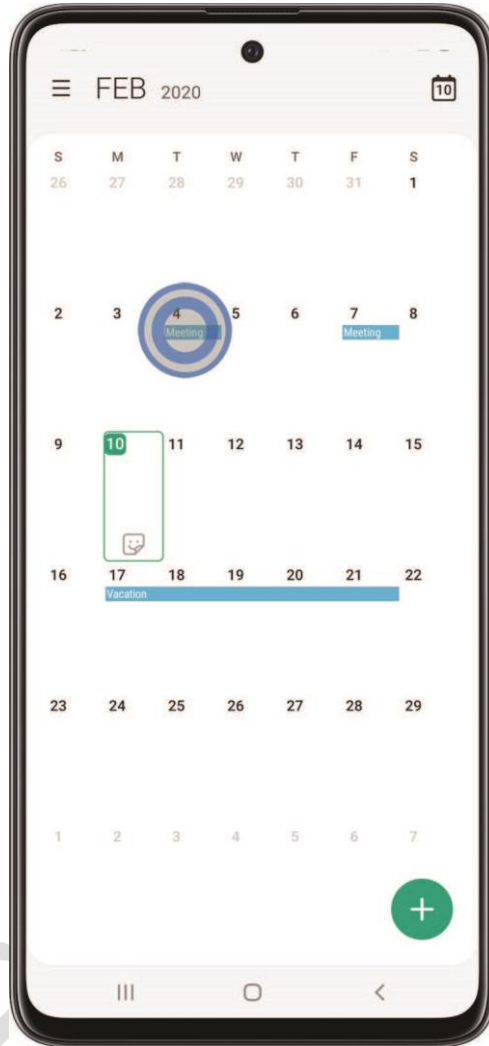 FEB 2020
10
S M T W T F S
26 27 28 29 30 31 1
2 3 4 5 6 7 8
Meeting Meeting
9 10 11 12 13 14 15
16 17 18 19 20 21 22
Vacation
23 24 25 26 27 28 29
1 2 3 4 5 6 7